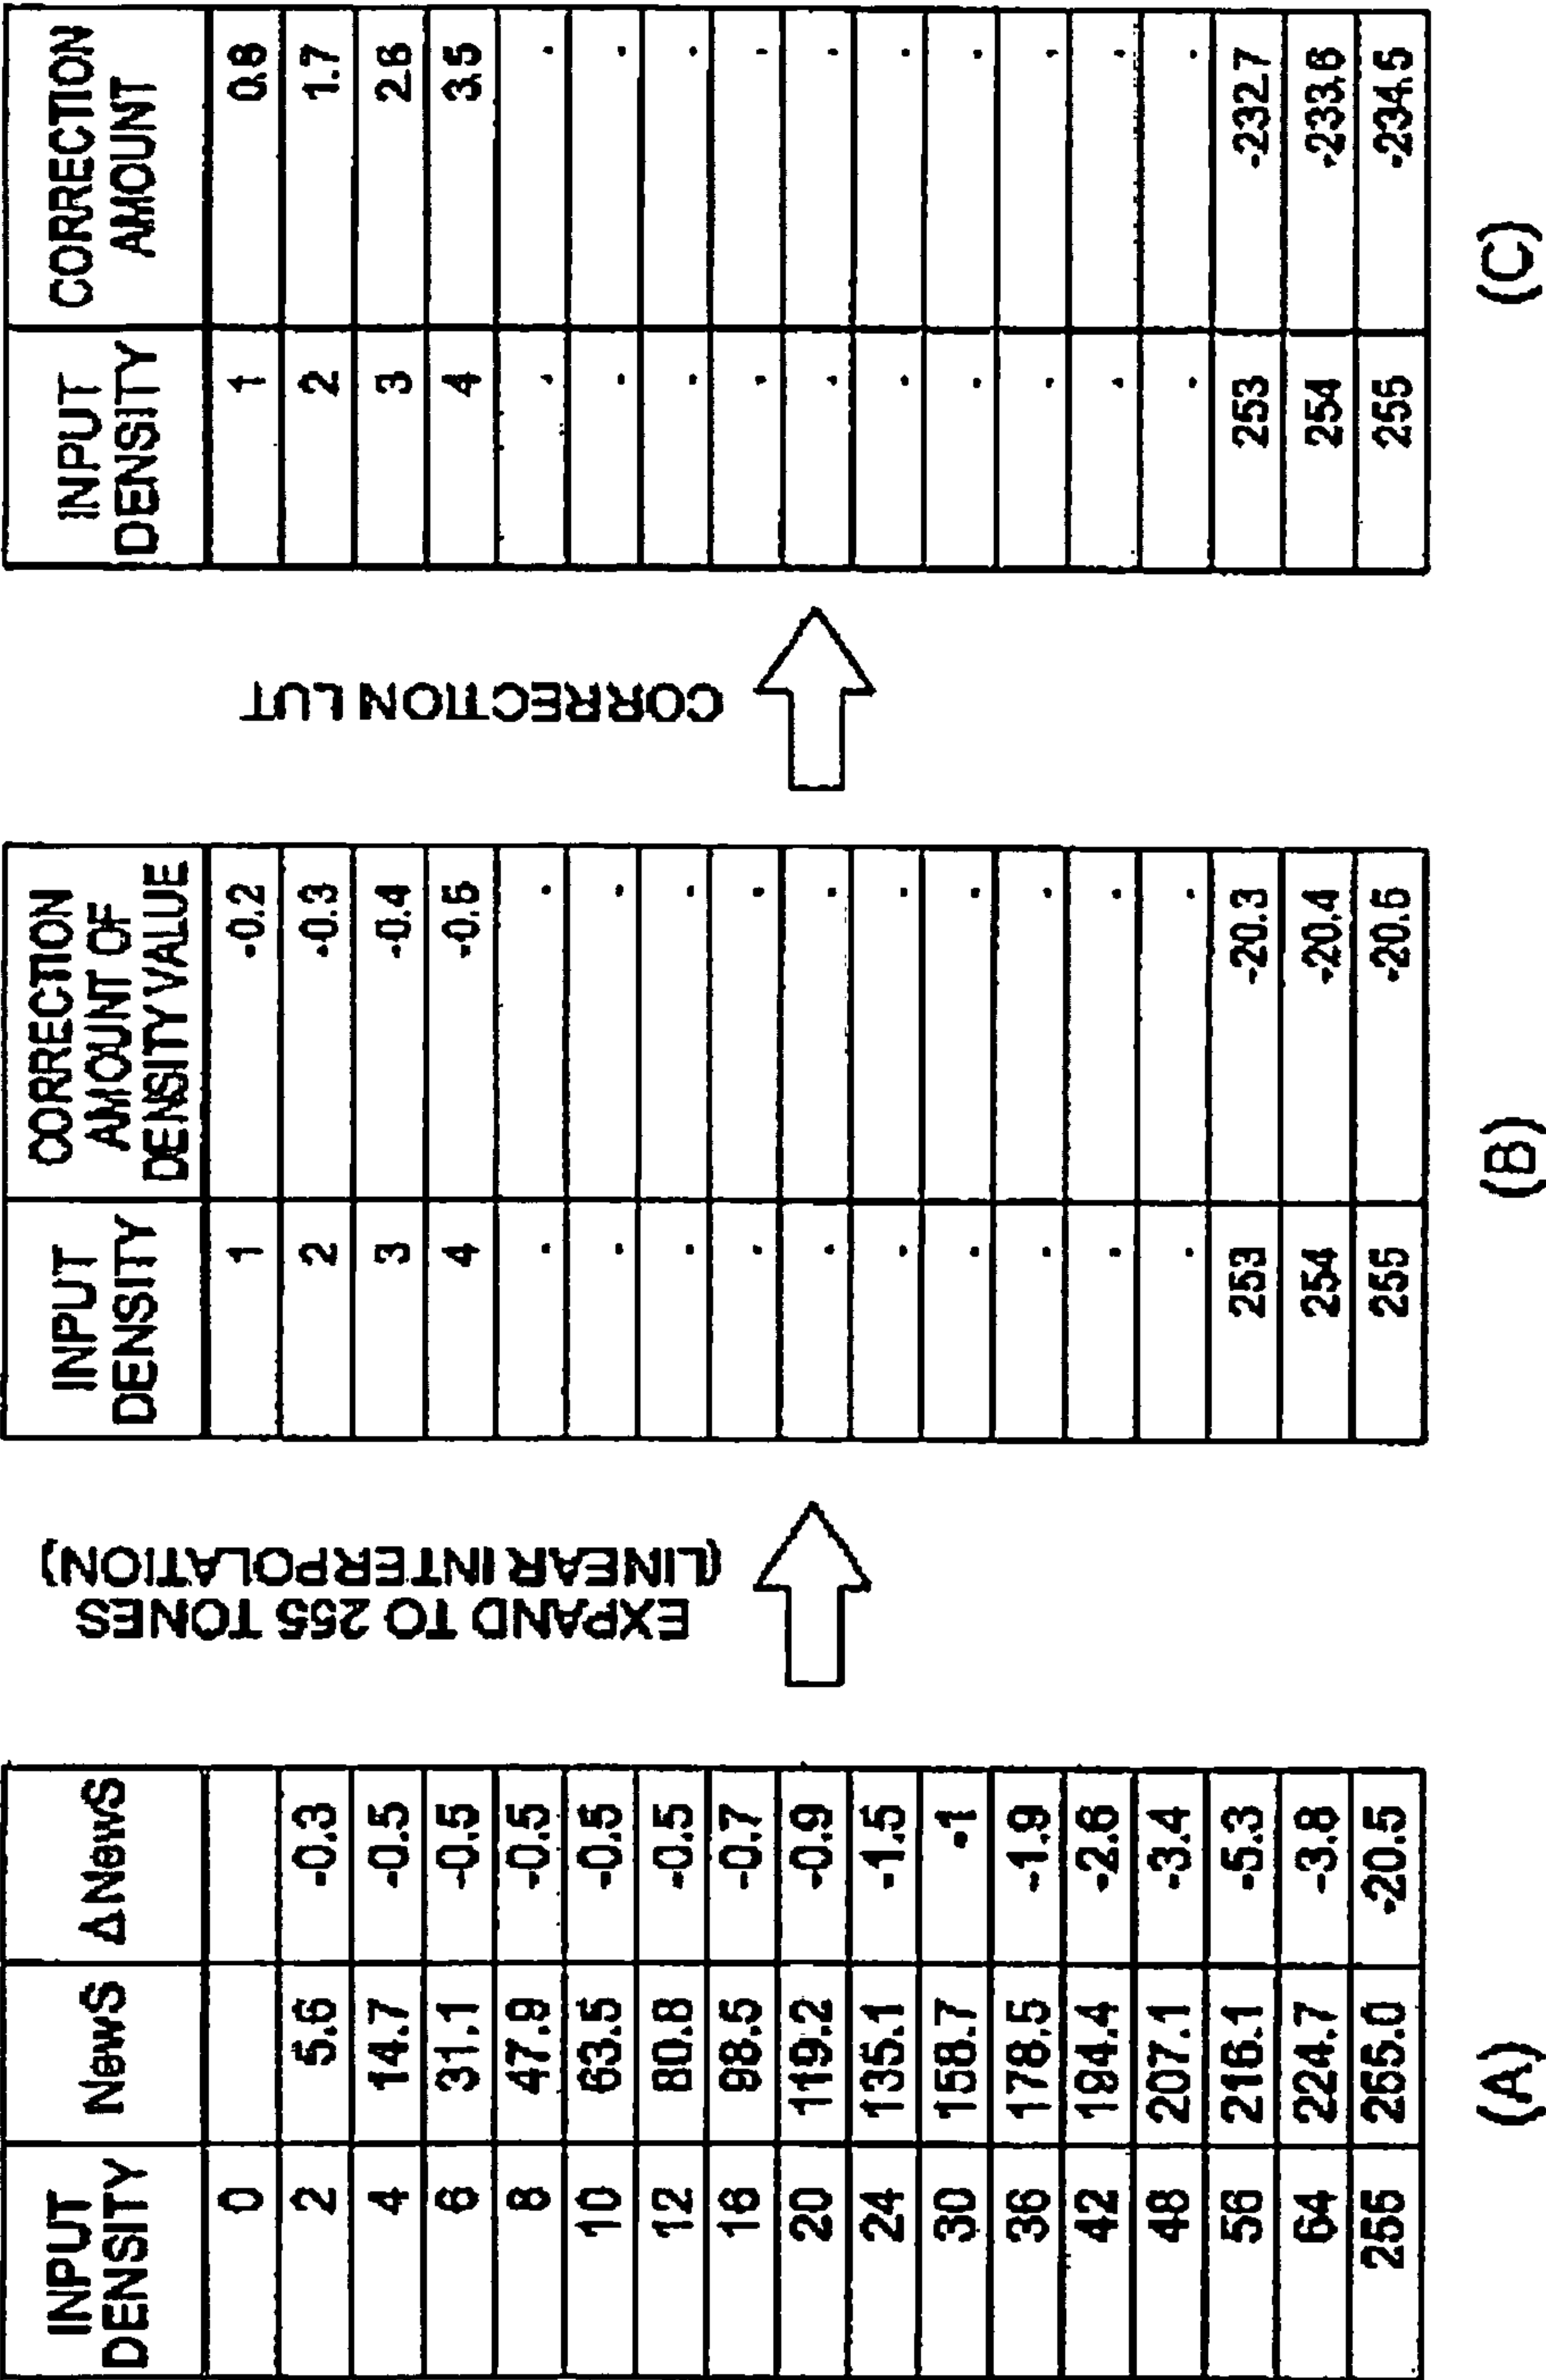 INPUT DENSITY NewS ΔNewS
0
2 5.6 -0.3
4 14.7 -0.5
6 31.1 -0.5
8 47.9 -0.5
10 63.5 -0.5
12 80.8 -0.5
16 98.5 -0.7
20 119.2 -0.9
24 135.1 -1.5
30 158.7 -1
36 178.5 -1.9
42 194.4 -2.6
48 207.1 -3.4
56 216.1 -5.3
64 224.7 -3.8
255 255.0 -20.5
(A)
EXPAND TO 255 TONES
(LINEAR INTERPOLATION)
INPUT DENSITY CORRECTION AMOUNT OF DENSITY VALUE
1 -0.2
2 -0.3
3 -0.4
4 -0.5
. .
. .
. .
. .
. .
. .
. .
. .
. .
. .
253 -20.3
254 -20.4
255 -20.5
(B)
CORRECTION LUT
INPUT DENSITY CORRECTION AMOUNT
1 0.8
2 1.7
3 2.6
4 3.5
. .
. .
. .
. .
. .
. .
. .
. .
. .
. .
253 -232.7
254 -233.6
255 -234.5
(C)